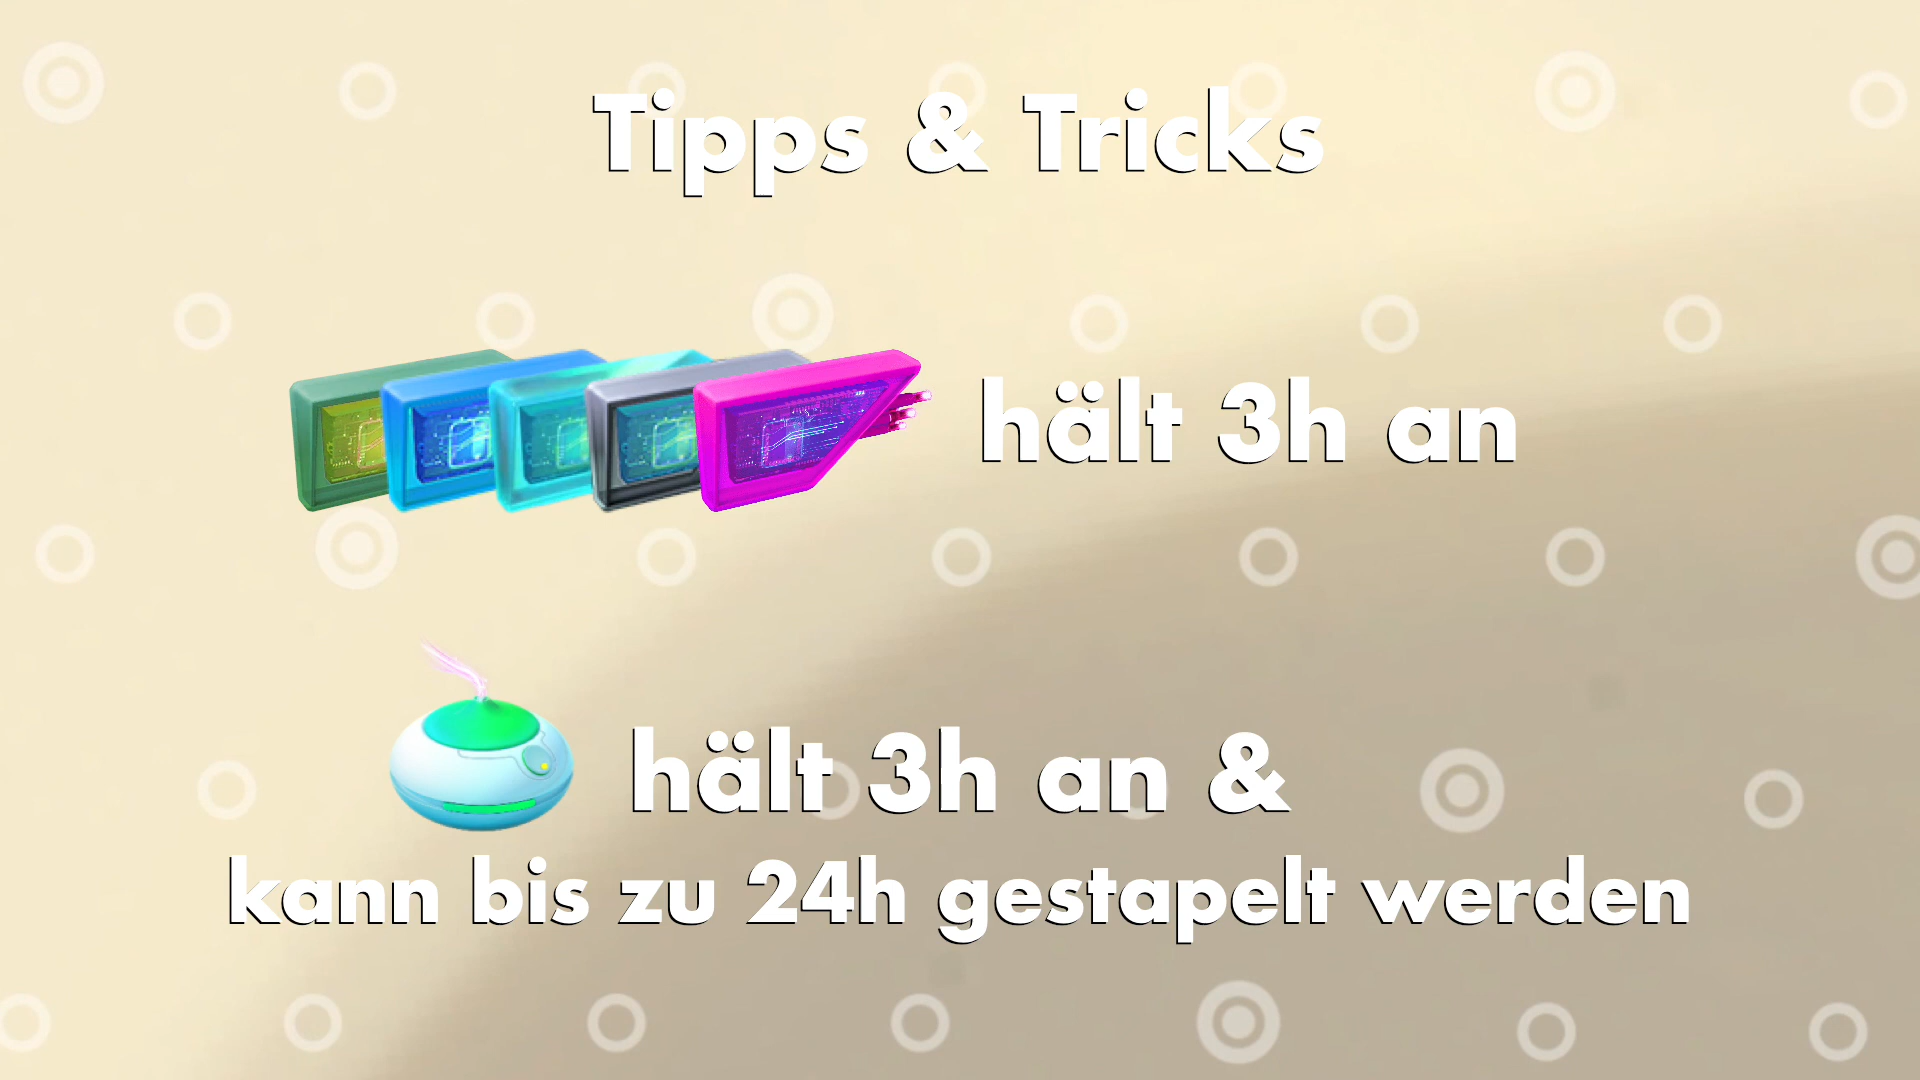 Tipps & Tricks
hält 3h an
hält 3h an &
kann bis zu 24h gestapelt werden